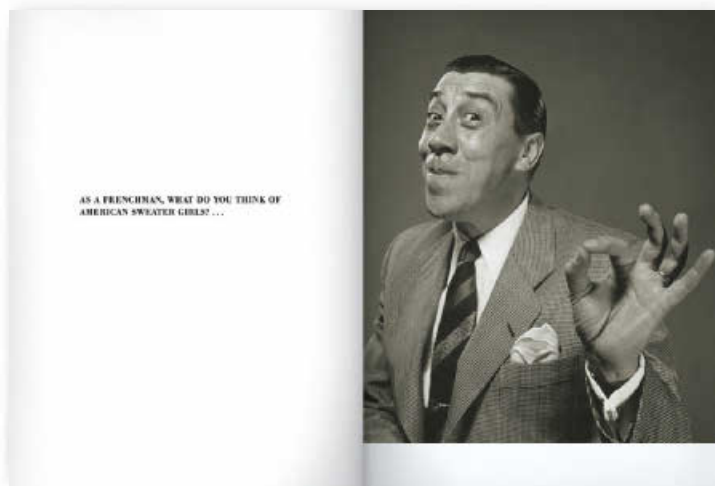 AS A FRENCHMAN, WHAT DO YOU THINK OF
AMERICAN SWEATER GIRLS? . . .